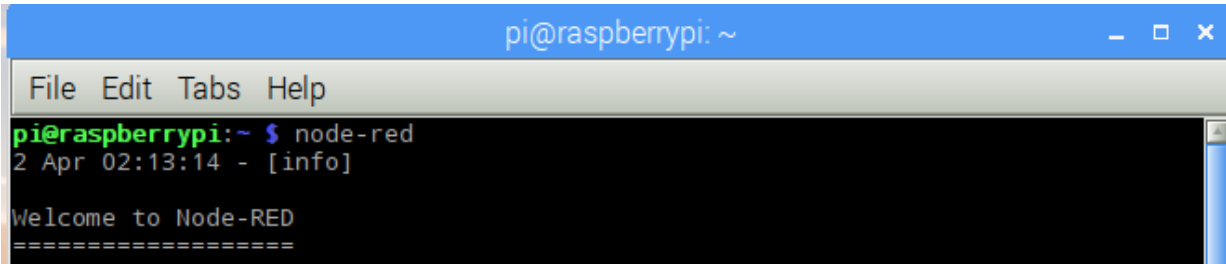 pi@raspberrypi: ~
File Edit Tabs Help
pi@raspberrypi:~ $ node-red
2 Apr 02:13:14 - [info]
Welcome to Node-RED
===================